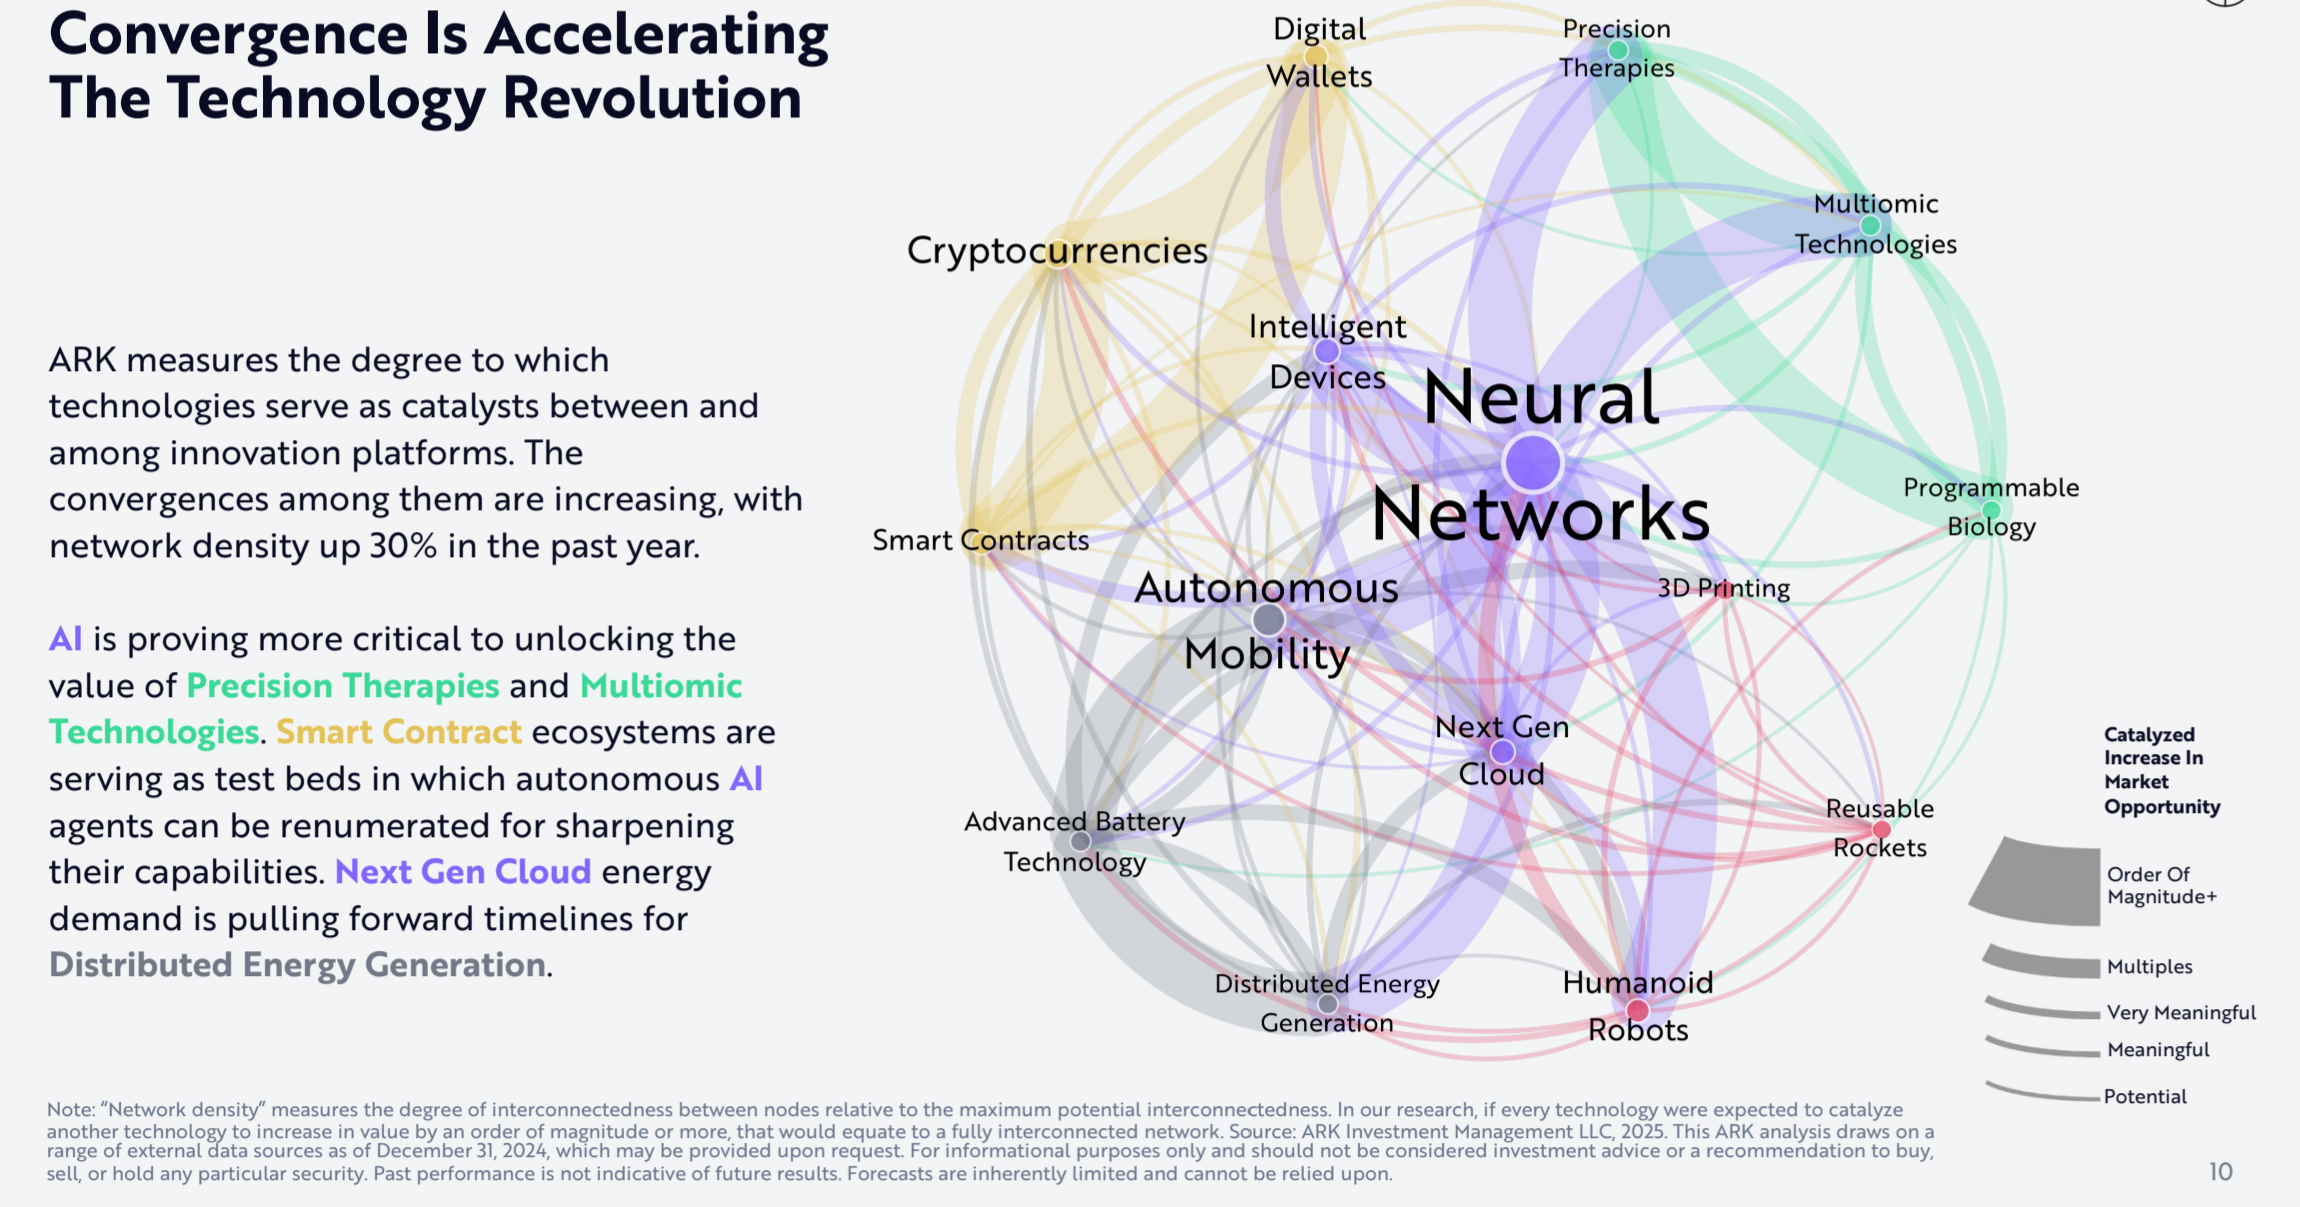 Convergence Is Accelerating
The Technology Revolution
ARK measures the degree to which
technologies serve as catalysts between and
among innovation platforms. The
convergences among them are increasing, with
network density up 30% in the past year.
AI is proving more critical to unlocking the
value of Precision Therapies and Multiomic
Technologies. Smart Contract ecosystems are
serving as test beds in which autonomous AI
agents can be renumerated for sharpening
their capabilities. Next Gen Cloud energy
demand is pulling forward timelines for
Distributed Energy Generation.
Digital
Wallets
Precision
Therapies
Multiomic
Technologies
Cryptocurrencies
Intelligent
Devices
Neural
Networks
Programmable
Biology
Smart Contracts
Autonomous
Mobility
3D Printing
Next Gen
Cloud
Advanced Battery
Technology
Reusable
Rockets
Distributed Energy
Generation
Humanoid
Robots
Catalyzed
Increase In
Market
Opportunity
Order Of
Magnitude+
Multiples
Very Meaningful
Meaningful
Potential
Note: “Network density” measures the degree of interconnectedness between nodes relative to the maximum potential interconnectedness. In our research, if every technology were expected to catalyze
another technology to increase in value by an order of magnitude or more, that would equate to a fully interconnected network. Source: ARK Investment Management LLC, 2025. This ARK analysis draws on a
range of external data sources as of December 31, 2024, which may be provided upon request. For informational purposes only and should not be considered investment advice or a recommendation to buy,
sell, or hold any particular security. Past performance is not indicative of future results. Forecasts are inherently limited and cannot be relied upon.
10